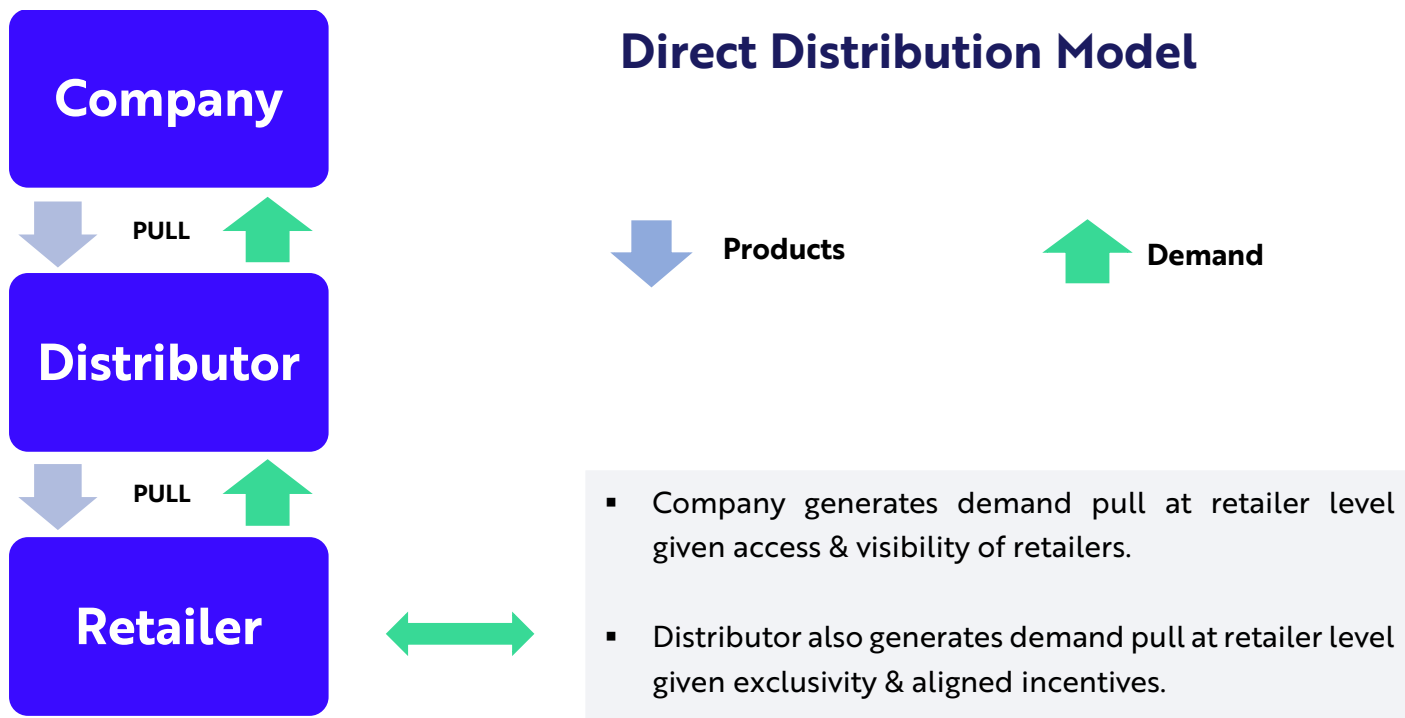 Direct Distribution Model
Company
PULL
Products
Demand
Distributor
PULL
Retailer
▪ Company generates demand pull at retailer level
given access & visibility of retailers.
▪ Distributor also generates demand pull at retailer level
given exclusivity & aligned incentives.